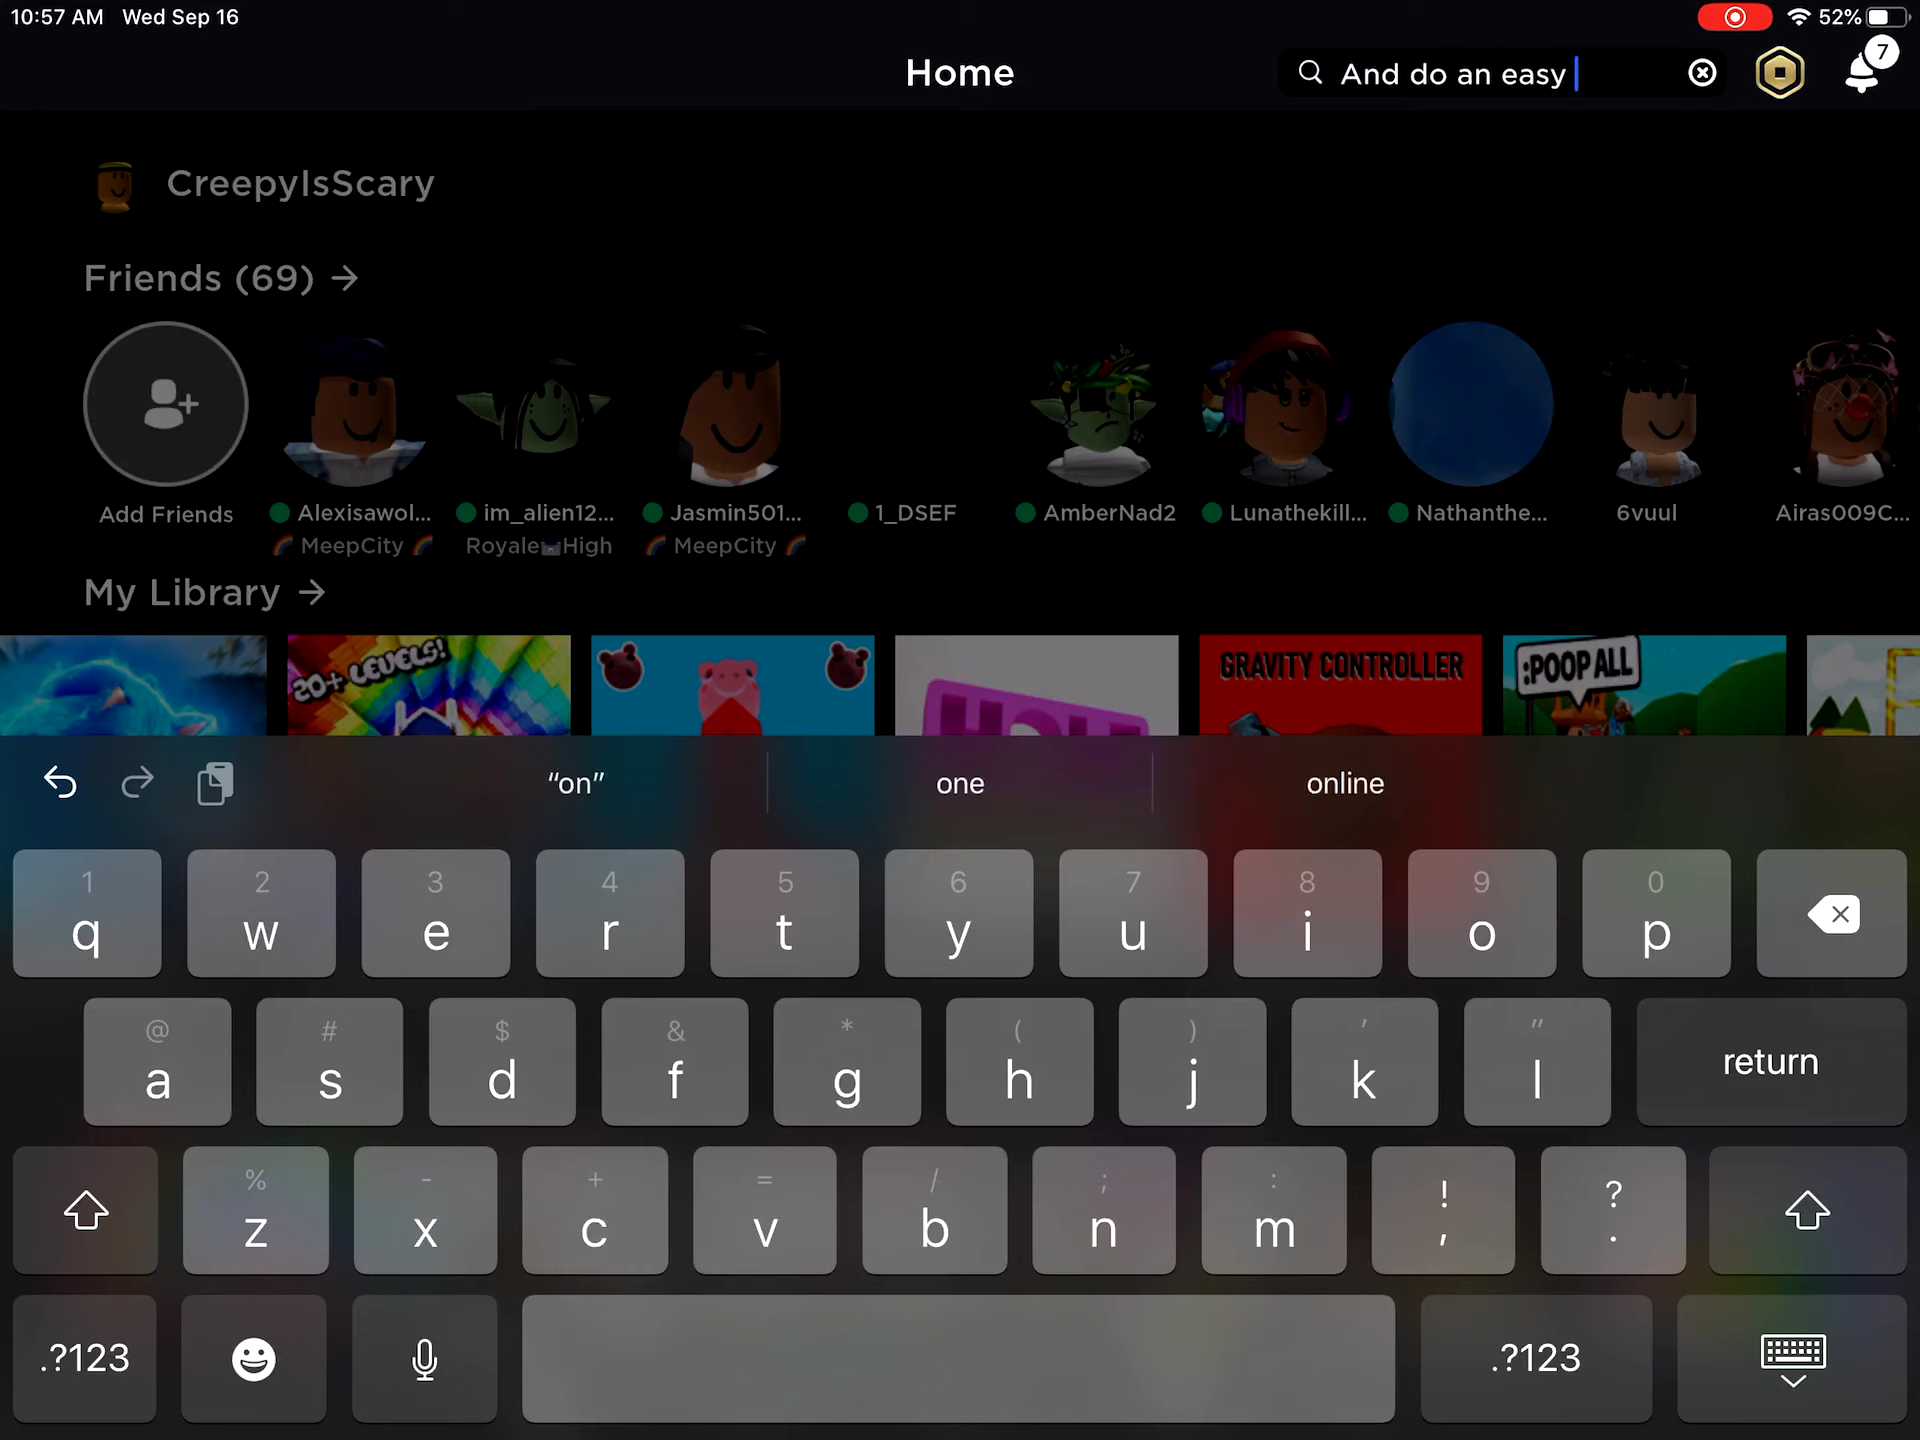 10:57 AM Wed Sep 16 52%
Home
And do an easy
7
CreepyIsScary
Friends (69) →
Add Friends
Alexisawol...
MeepCity
im_alien12...
Royale High
Jasmin501...
MeepCity
1_DSEF
AmberNad2
Lunathekill...
Nathanthe...
6vuul
Airas009C...
My Library →
20+ LEVELS!
GRAVITY CONTROLLER
:POOP ALL
“on” one online
1 2 3 4 5 6 7 8 9 0
q w e r t y u i o p
@ # $ & * ( ) ' "
a s d f g h j k l return
% - + = / ; : ! ?
z x c v b n m , .
.?123 .?123